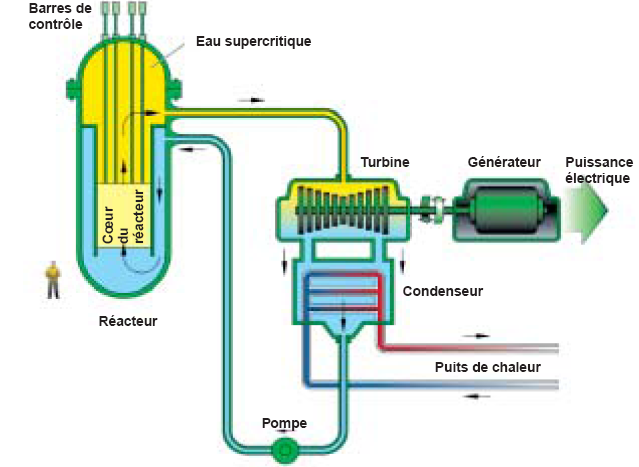 Barres de
contrôle
Eau supercritique
Turbine
Générateur
Puissance
électrique
Cœur
du
réacteur
Condenseur
Réacteur
Puits de chaleur
Pompe